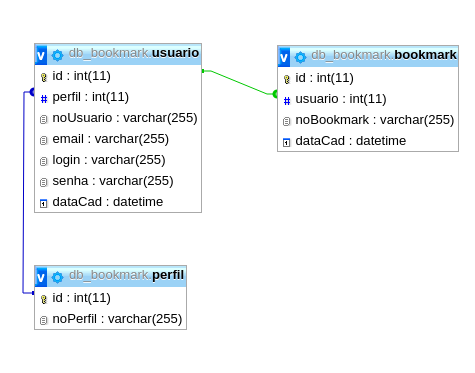 db_bookmark.usuario
id : int(11)
perfil : int(11)
noUsuario : varchar(255)
email : varchar(255)
login : varchar(255)
senha : varchar(255)
dataCad : datetime
db_bookmark.bookmark
id : int(11)
usuario : int(11)
noBookmark : varchar(255)
dataCad : datetime
db_bookmark.perfil
id : int(11)
noPerfil : varchar(255)